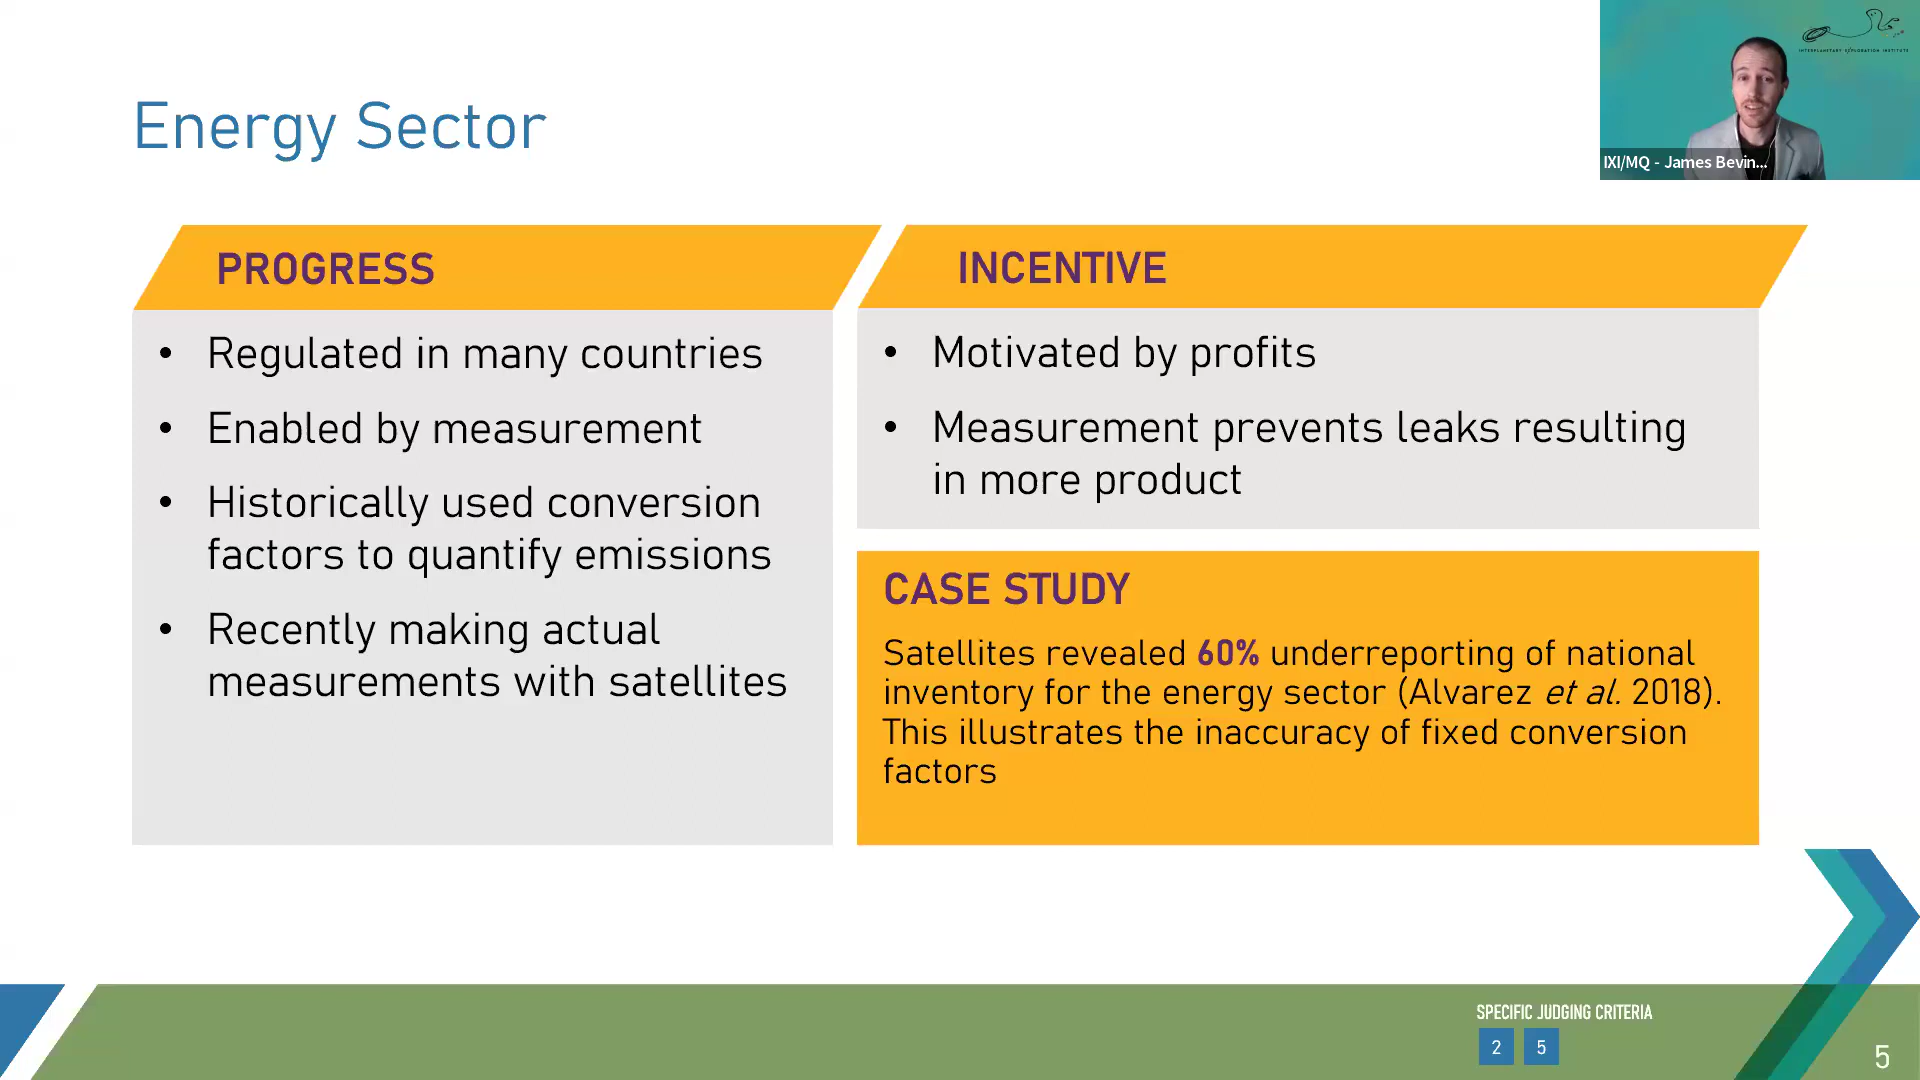 Energy Sector
INTERPLANETARY EXPLORATION INSTITUTE
IXI/MQ - James Bevin...
PROGRESS
• Regulated in many countries
• Enabled by measurement
• Historically used conversion
factors to quantify emissions
• Recently making actual
measurements with satellites
INCENTIVE
• Motivated by profits
• Measurement prevents leaks resulting
in more product
CASE STUDY
Satellites revealed 60% underreporting of national
inventory for the energy sector (Alvarez et al. 2018).
This illustrates the inaccuracy of fixed conversion
factors
SPECIFIC JUDGING CRITERIA
2 5
5